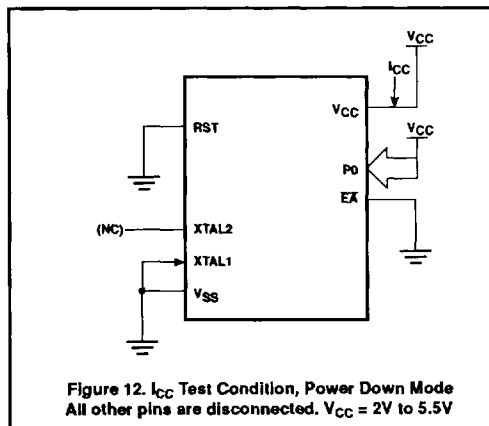 VCC
ICC
VCC
VCC
RST
P0
EA
(NC)
XTAL2
XTAL1
VSS
Figure 12. ICC Test Condition, Power Down Mode
All other pins are disconnected. VCC = 2V to 5.5V